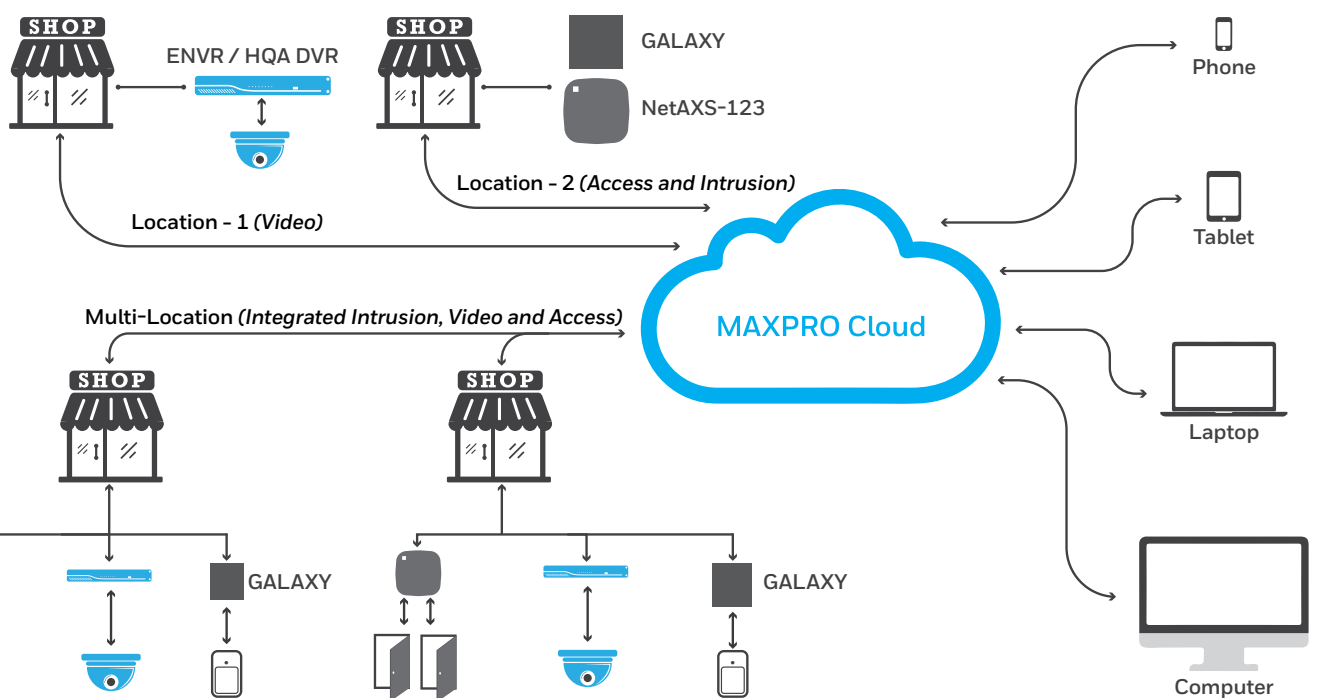 SHOP
ENVR / HQA DVR
SHOP
GALAXY
NetAXS-123
Phone
Location - 2 (Access and Intrusion)
Location - 1 (Video)
Tablet
Multi-Location (Integrated Intrusion, Video and Access)
MAXPRO Cloud
SHOP
SHOP
Laptop
GALAXY
GALAXY
Computer